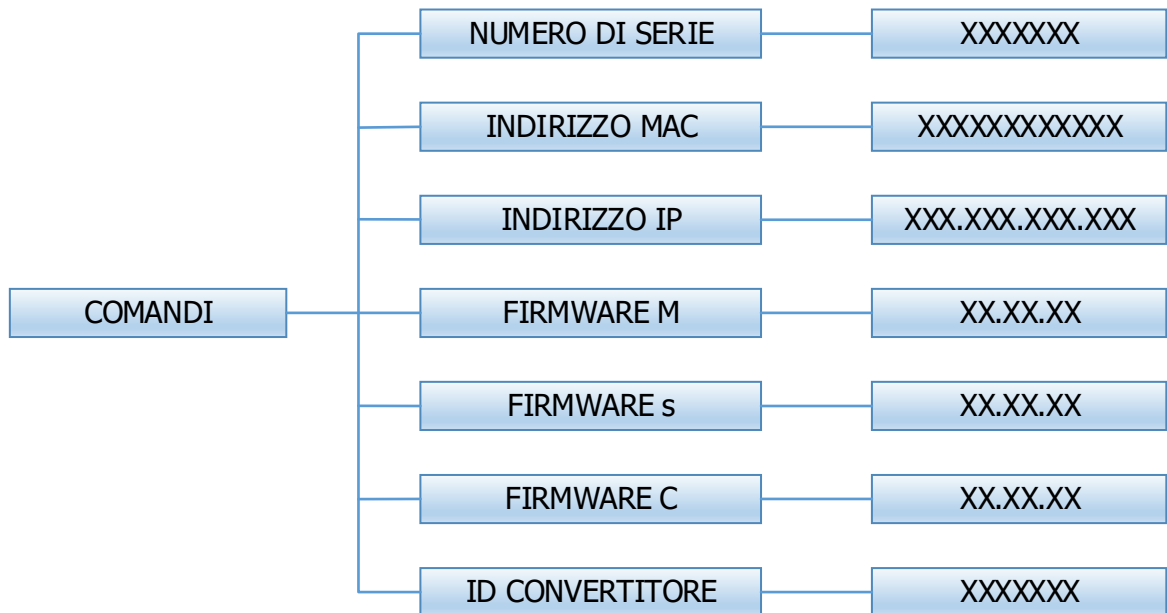 NUMERO DI SERIE XXXXXXX
INDIRIZZO MAC XXXXXXXXXXXX
INDIRIZZO IP XXX.XXX.XXX.XXX
COMANDI FIRMWARE M XX.XX.XX
FIRMWARE s XX.XX.XX
FIRMWARE C XX.XX.XX
ID CONVERTITORE XXXXXXX